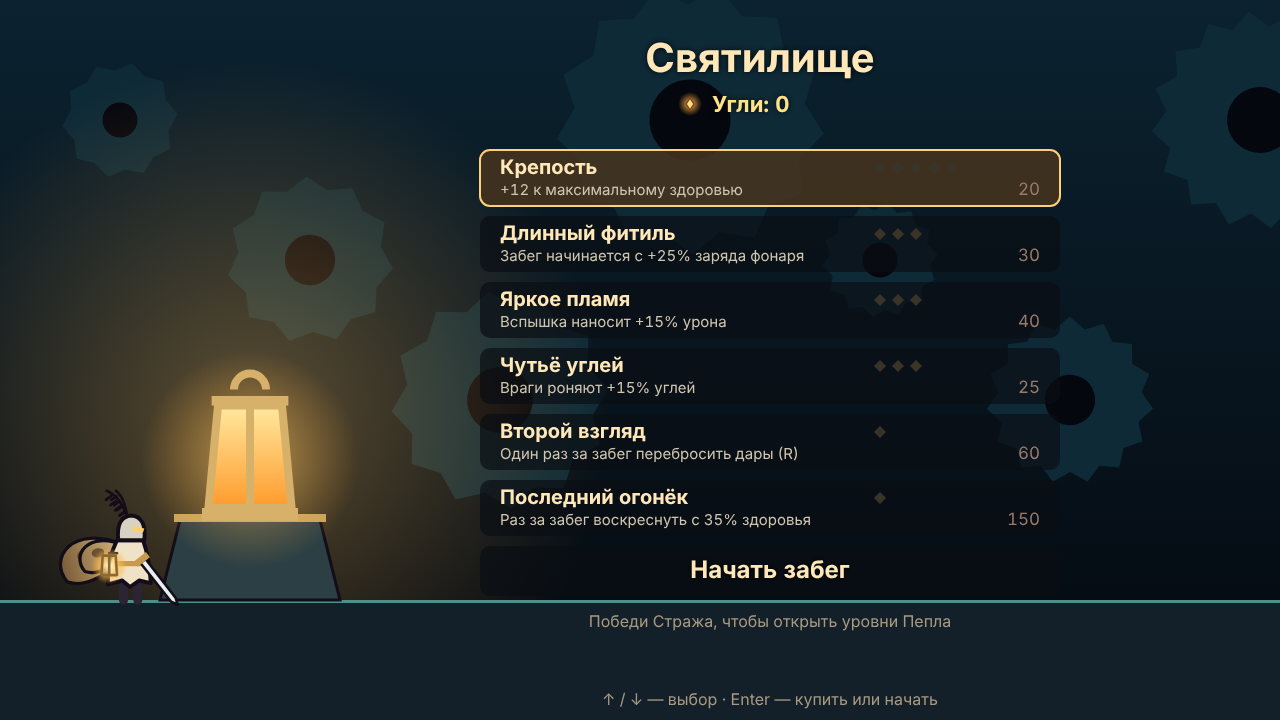 Святилище
Угли: 0
Крепость
+12 к максимальному здоровью
20
Длинный фитиль
Забег начинается с +25% заряда фонаря
30
Яркое пламя
Вспышка наносит +15% урона
40
Чутьё углей
Враги роняют +15% углей
25
Второй взгляд
Один раз за забег перебросить дары (R)
60
Последний огонёк
Раз за забег воскреснуть с 35% здоровья
150
Начать забег
Победи Стража, чтобы открыть уровни Пепла
↑ / ↓ — выбор · Enter — купить или начать